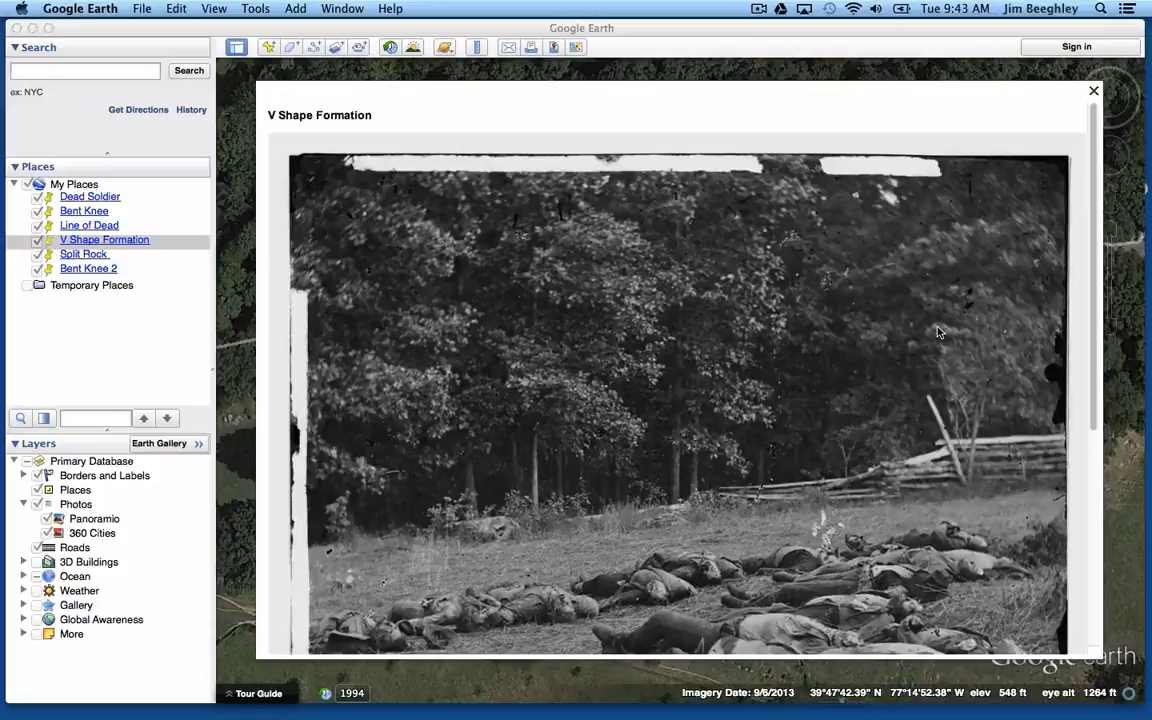 Google Earth File Edit View Tools Add Window Help Tue 9:43 AM Jim Beeghley
Google Earth
Search
Sign in
Search
ex: NYC
Get Directions History
V Shape Formation
Places
My Places
Dead Soldier
Bent Knee
Line of Dead
V Shape Formation
Split Rock
Bent Knee 2
Temporary Places
Layers Earth Gallery >>
Primary Database
Borders and Labels
Places
Photos
Panoramio
360 Cities
Roads
3D Buildings
Ocean
Weather
Gallery
Global Awareness
More
Google earth
Tour Guide 1994 Imagery Date: 9/6/2013 39°47'42.39" N 77°14'52.38" W elev 548 ft eye alt 1264 ft